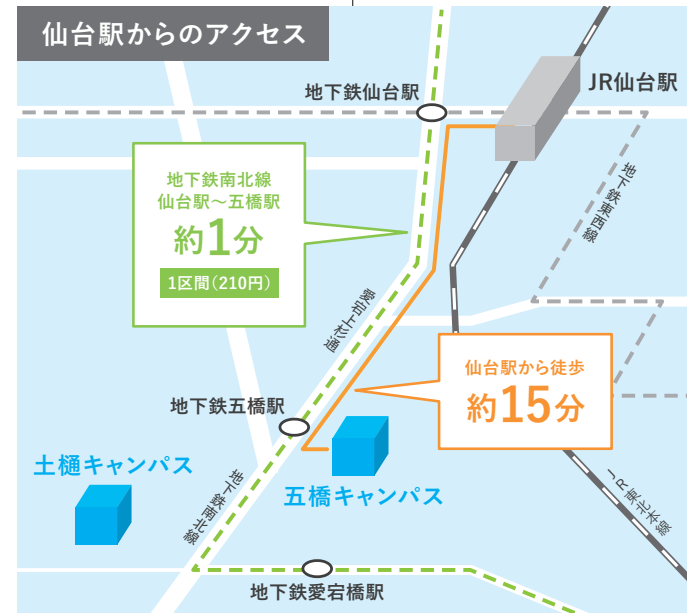 仙台駅からのアクセス
地下鉄仙台駅
JR仙台駅
地下鉄南北線
仙台駅～五橋駅
約1分
1区間（210円）
地下鉄東西線
愛宕上杉通
仙台駅から徒歩
約15分
地下鉄五橋駅
土樋キャンパス
五橋キャンパス
地下鉄南北線
JR東北本線
地下鉄愛宕橋駅